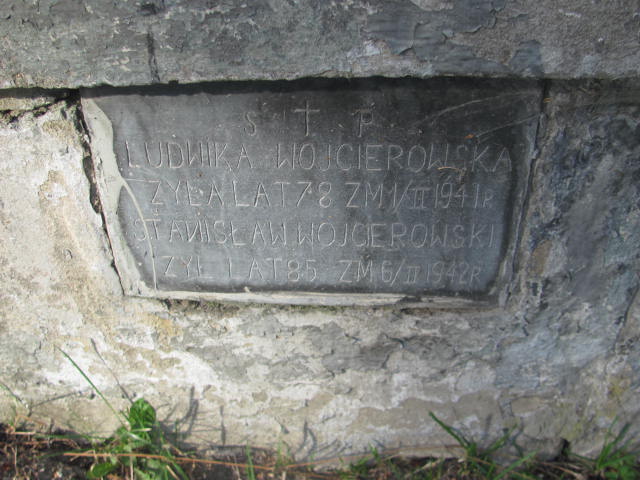 S † P
LUDWIKA WOJCIEROWSKA
ŻYŁA LAT 78 ZM 1/II 1941 R
STANISŁAW WOJCIEROWSKI
ŻYŁ LAT 85 ZM 6/II 1942 R